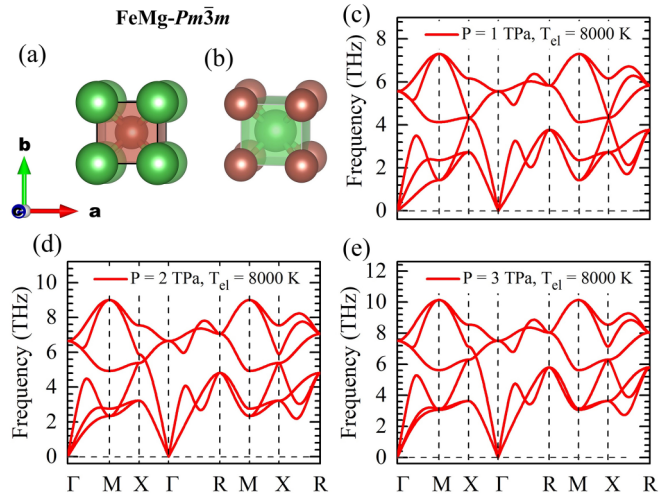 FeMg-Pm3̅m
(a)
(b)
b
c
a
(c)
Frequency (THz)
8
6
4
2
0
P = 1 TPa, Tel = 8000 K
(d)
Frequency (THz)
10
8
6
4
2
0
P = 2 TPa, Tel = 8000 K
Γ M X Γ R M X R
(e)
Frequency (THz)
12
10
8
6
4
2
0
P = 3 TPa, Tel = 8000 K
Γ M X Γ R M X R